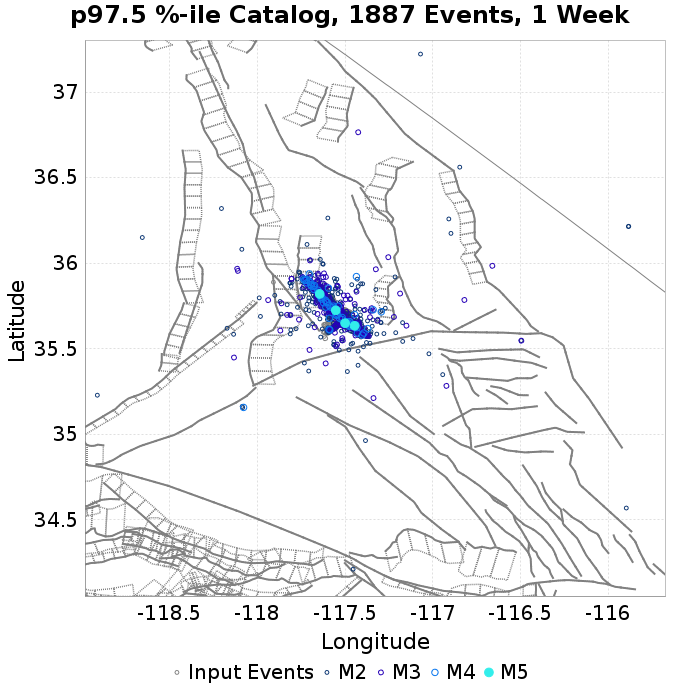 p97.5 %-ile Catalog, 1887 Events, 1 Week
37
36.5
36
35.5
35
34.5
Latitude
-118.5 -118 -117.5 -117 -116.5 -116
Longitude
Input Events M2 M3 M4 M5